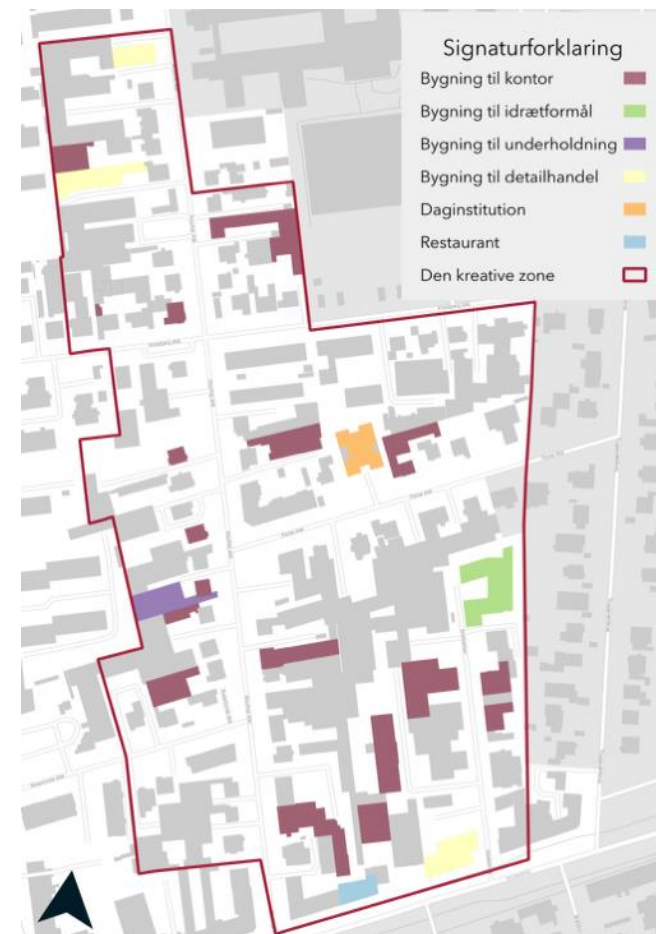 Signaturforklaring
Bygning til kontor
Bygning til idrætformål
Bygning til underholdning
Bygning til detailhandel
Daginstitution
Restaurant
Den kreative zone